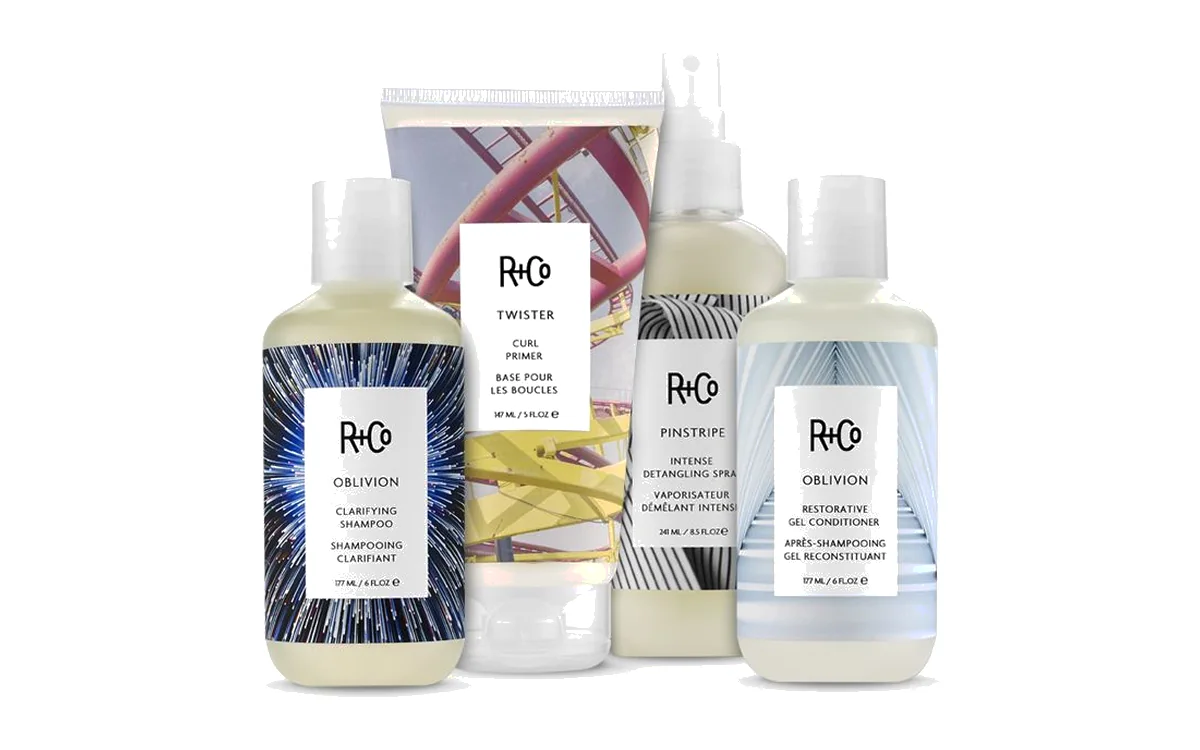 R+Co
OBLIVION
CLARIFYING
SHAMPOO
SHAMPOOING
CLARIFIANT
177 ML / 6 FL.OZ ℮
R+Co
TWISTER
CURL
PRIMER
BASE POUR
LES BOUCLES
147 ML / 5 FL.OZ ℮
R+Co
PINSTRIPE
INTENSE
DETANGLING SPRA
VAPORISATEUR
DÉMÊLANT INTENS
241 ML / 8.5 FL.OZ ℮
R+Co
OBLIVION
RESTORATIVE
GEL CONDITIONER
APRÈS-SHAMPOOING
GEL RECONSTITUANT
177 ML / 6 FL.OZ ℮